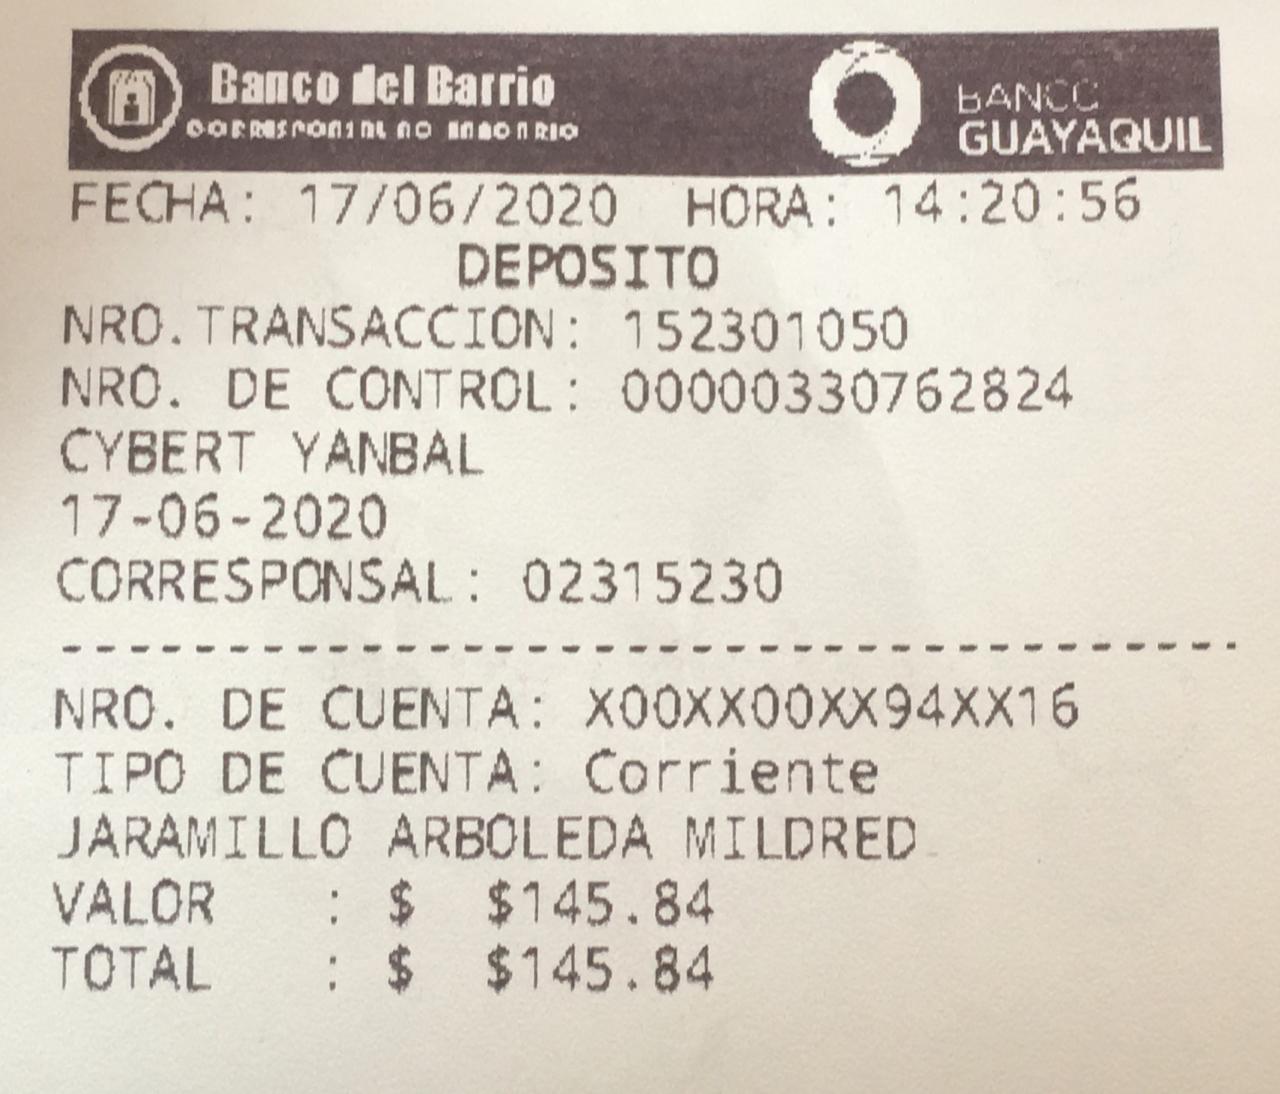 Banco del Barrio
CORRESPONSAL NO BANCARIO
BANCO
GUAYAQUIL
FECHA: 17/06/2020 HORA: 14:20:56
DEPOSITO
NRO.TRANSACCION: 152301050
NRO. DE CONTROL: 00000330762824
CYBERT YANBAL
17-06-2020
CORRESPONSAL: 02315230
------------------------------------
NRO. DE CUENTA: X00XX00XX94XX16
TIPO DE CUENTA: Corriente
JARAMILLO ARBOLEDA MILDRED
VALOR : $ $145.84
TOTAL : $ $145.84